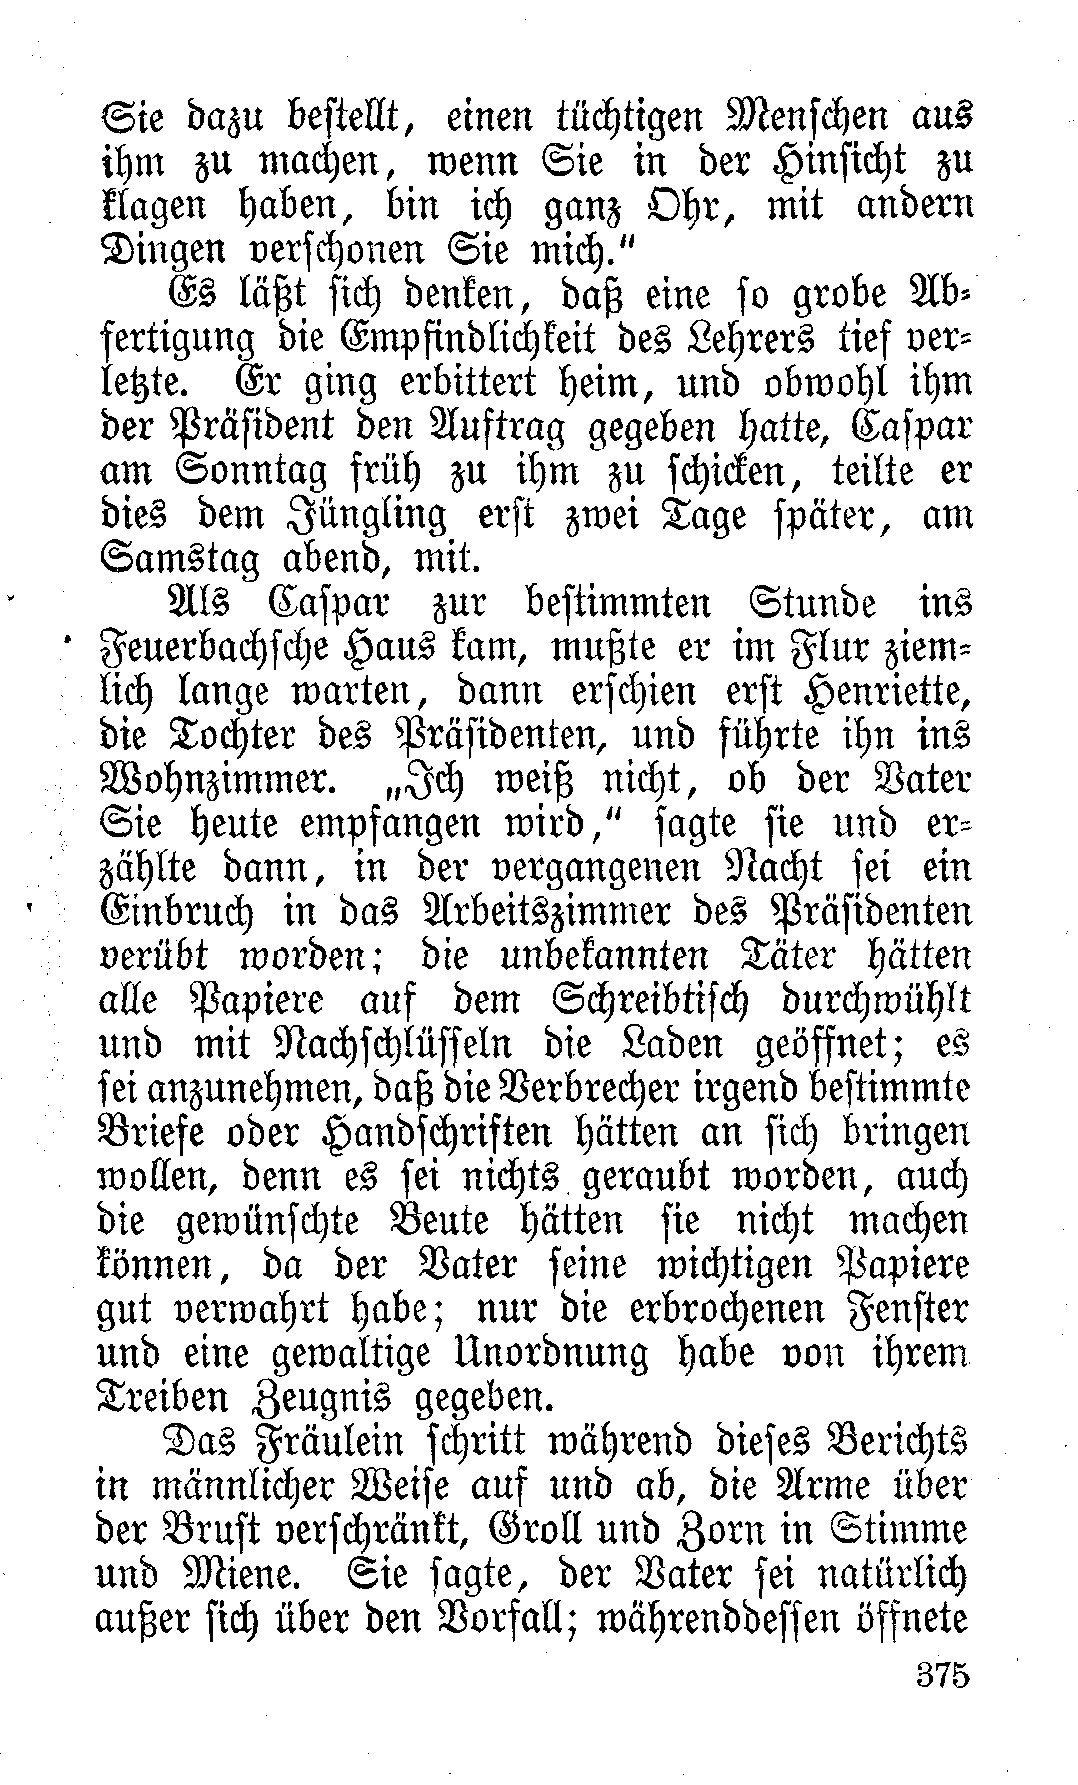 Sie dazu bestellt, einen tüchtigen Menschen aus
ihm zu machen, wenn Sie in der Hinsicht zu
klagen haben, bin ich ganz Ohr, mit andern
Dingen verschonen Sie mich."
Es läßt sich denken, daß eine so grobe Ab-
fertigung die Empfindlichkeit des Lehrers tief ver-
letzte. Er ging erbittert heim, und obwohl ihm
der Präsident den Auftrag gegeben hatte, Caspar
am Sonntag früh zu ihm zu schicken, teilte er
dies dem Jüngling erst zwei Tage später, am
Samstag abend, mit.
Als Caspar zur bestimmten Stunde ins
Feuerbachsche Haus kam, mußte er im Flur ziem-
lich lange warten, dann erschien erst Henriette,
die Tochter des Präsidenten, und führte ihn ins
Wohnzimmer. „Ich weiß nicht, ob der Vater
Sie heute empfangen wird," sagte sie und er-
zählte dann, in der vergangenen Nacht sei ein
Einbruch in das Arbeitszimmer des Präsidenten
verübt worden; die unbekannten Täter hätten
alle Papiere auf dem Schreibtisch durchwühlt
und mit Nachschlüsseln die Laden geöffnet; es
sei anzunehmen, daß die Verbrecher irgend bestimmte
Briefe oder Handschriften hätten an sich bringen
wollen, denn es sei nichts geraubt worden, auch
die gewünschte Beute hätten sie nicht machen
können, da der Vater seine wichtigen Papiere
gut verwahrt habe; nur die erbrochenen Fenster
und eine gewaltige Unordnung habe von ihrem
Treiben Zeugnis gegeben.
Das Fräulein schritt während dieses Berichts
in männlicher Weise auf und ab, die Arme über
der Brust verschränkt, Groll und Zorn in Stimme
und Miene. Sie sagte, der Vater sei natürlich
außer sich über den Vorfall; währenddessen öffnete
375